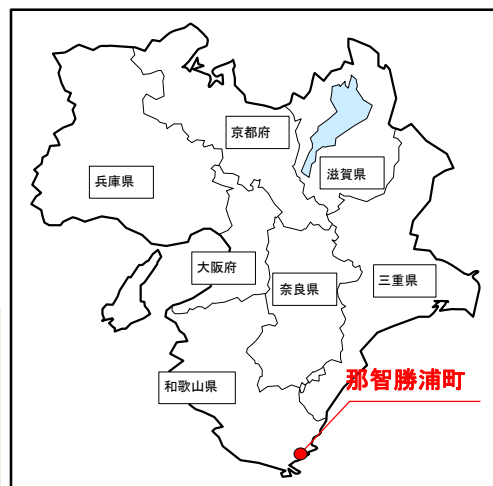 京都府
兵庫県
滋賀県
大阪府
奈良県
三重県
和歌山県
那智勝浦町